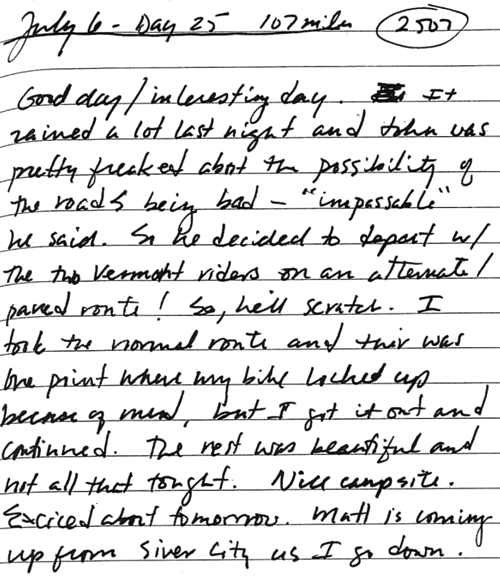 July 6 - Day 25 107 miles 2507
Good day/interesting day. It
rained a lot last night and John was
pretty freaked about the possibility of
the roads being bad - "impassable"
he said. So he decided to depart w/
the two Vermont riders on an alternate/
paved route! So, he'll scratch. I
took the normal route and there was
one point where my bike locked up
because of mud, but I got it out and
continued. The rest was beautiful and
not all that tought. Nice campsite.
Excited about tomorrow. Matt is coming
up from Siver City as I go down.